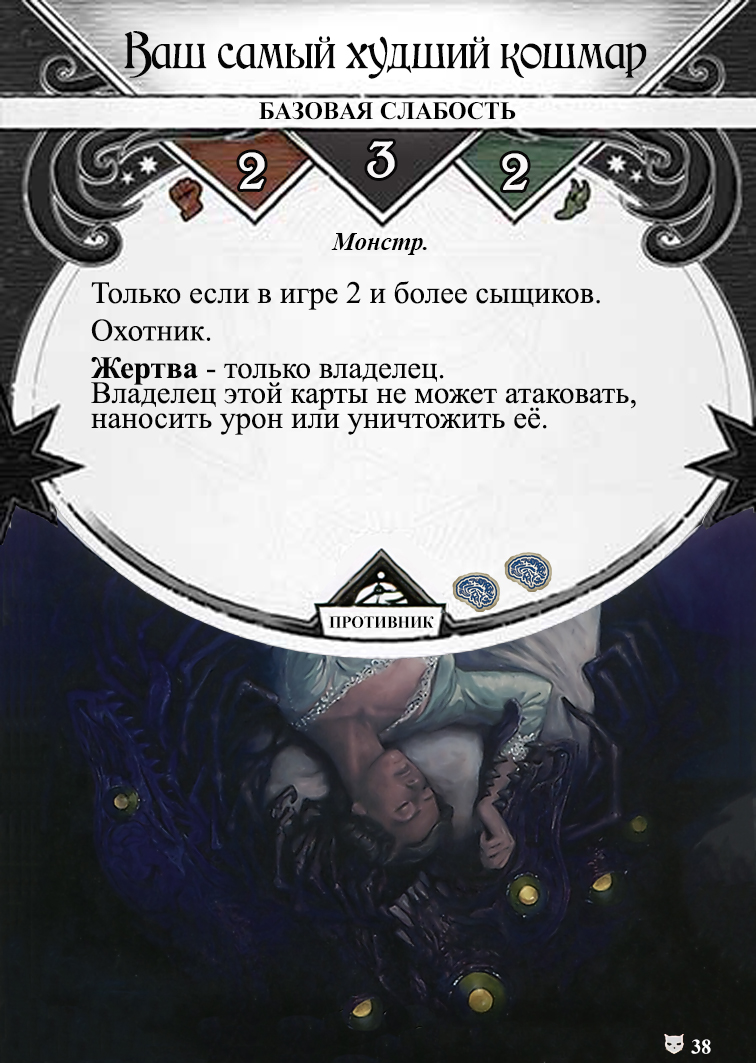 Ваш самый худший кошмар
БАЗОВАЯ СЛАБОСТЬ
2 3 2
Монстр.
Только если в игре 2 и более сыщиков.
Охотник.
Жертва - только владелец.
Владелец этой карты не может атаковать,
наносить урон или уничтожить её.
ПРОТИВНИК
38